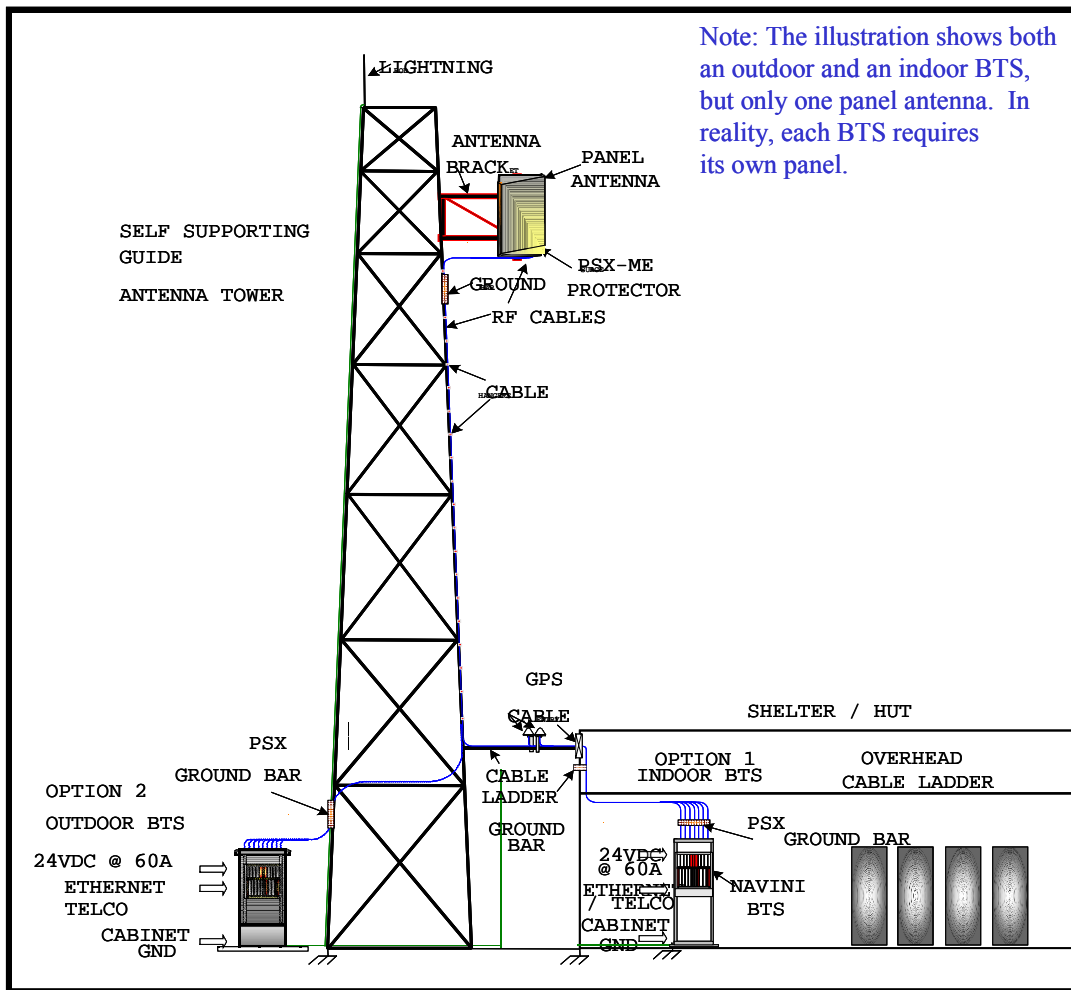 Note: The illustration shows both
an outdoor and an indoor BTS,
but only one panel antenna. In
reality, each BTS requires
its own panel.
LIGHTNING
ANTENNA
BRACKET
PANEL
ANTENNA
SELF SUPPORTING
GUIDE
ANTENNA TOWER
GROUND
PSX-ME
PROTECTOR
RF CABLES
CABLE
HANGERS
GPS
CABLE
SHELTER / HUT
PSX
GROUND BAR
CABLE
LADDER
GROUND
BAR
OPTION 1
INDOOR BTS
OVERHEAD
CABLE LADDER
OPTION 2
OUTDOOR BTS
24VDC @ 60A
ETHERNET
TELCO
CABINET
GND
PSX
GROUND BAR
24VDC
@ 60A
ETHERNET
/ TELCO
CABINET
GND
NAVINI
BTS